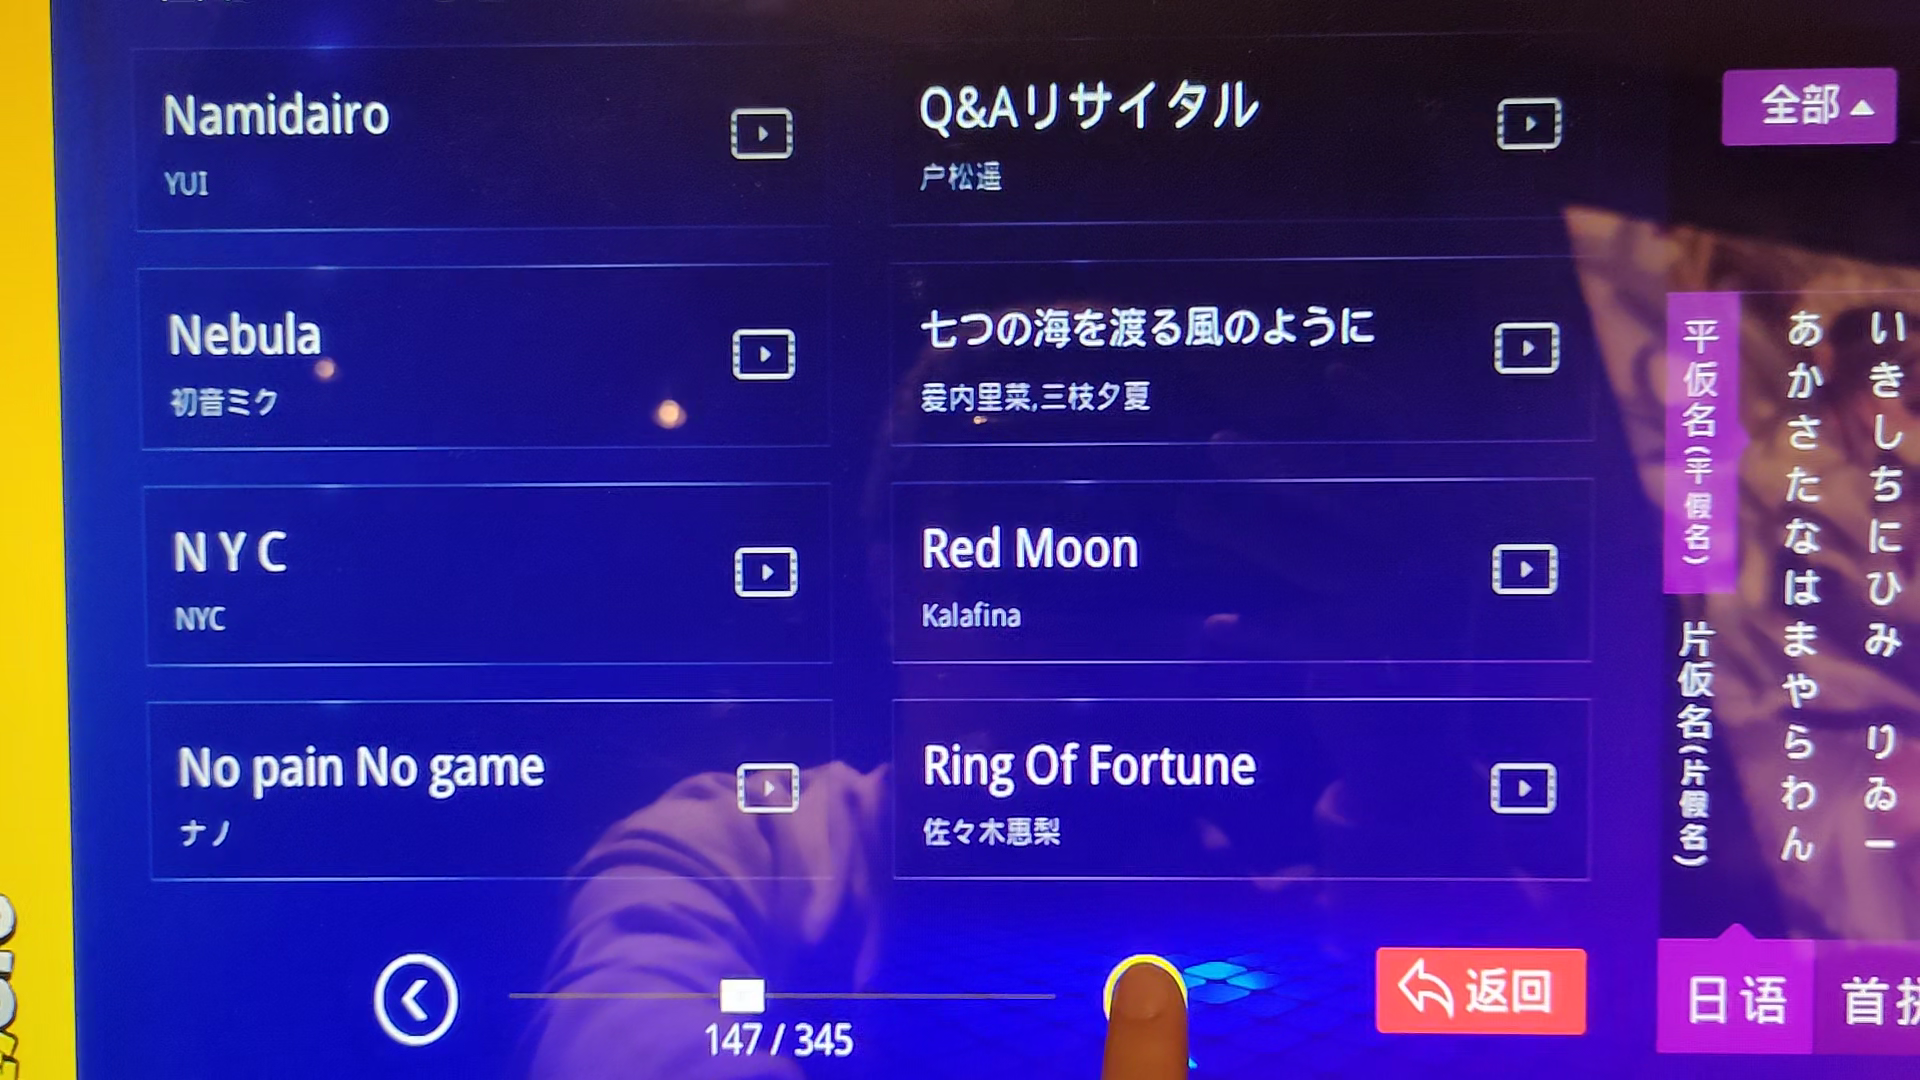 Namidairo
YUI
Q&Aリサイタル
户松遥
Nebula
初音ミク
七つの海を渡る風のように
爱内里菜,三枝夕夏
N Y C
NYC
Red Moon
Kalafina
No pain No game
ナノ
Ring Of Fortune
佐々木惠梨
147 / 345
返回
全部
平仮名(平假名)
片仮名(片假名)
あかさたなはまやらわん
いきしちにひみ りゐー
日语
首